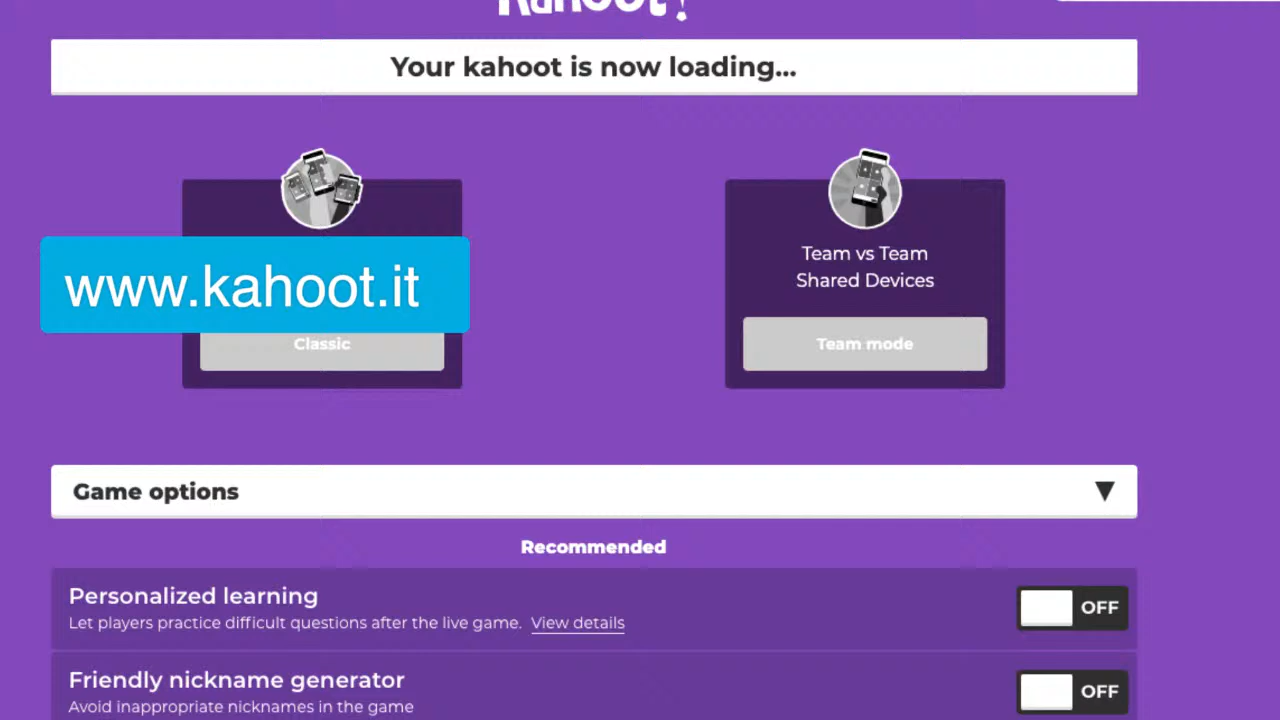 Kahoot!
Your kahoot is now loading...
www.kahoot.it
Classic
Team vs Team
Shared Devices
Team mode
Game options
Recommended
Personalized learning
Let players practice difficult questions after the live game. View details
OFF
Friendly nickname generator
Avoid inappropriate nicknames in the game
OFF